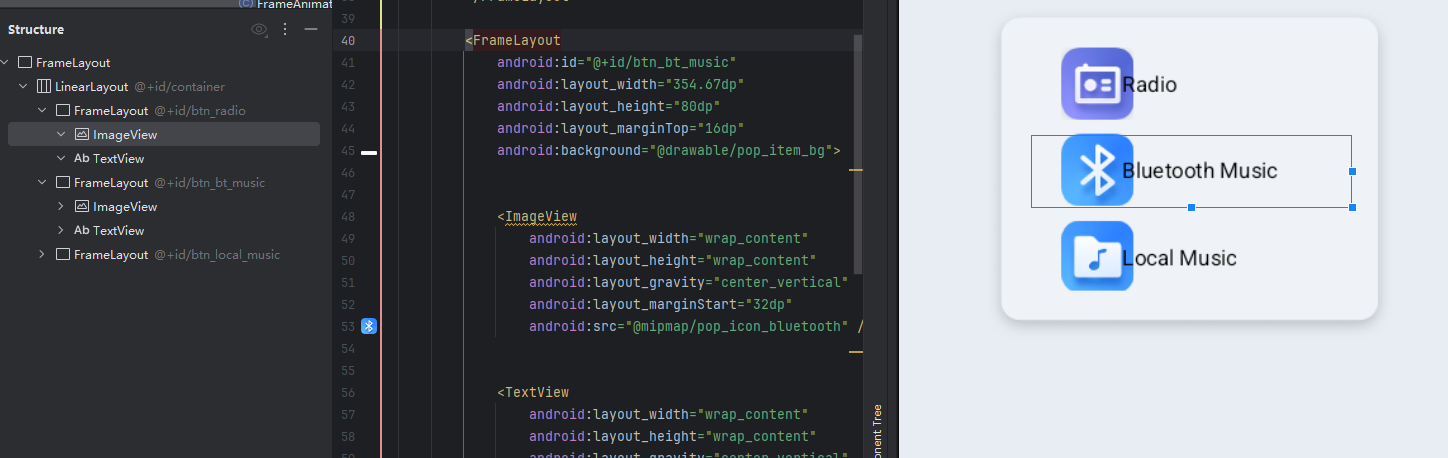 FrameAnimat
Structure
FrameLayout
LinearLayout @+id/container
FrameLayout @+id/btn_radio
ImageView
Ab TextView
FrameLayout @+id/btn_bt_music
ImageView
Ab TextView
FrameLayout @+id/btn_local_music
39
40 <FrameLayout
41 android:id="@+id/btn_bt_music"
42 android:layout_width="354.67dp"
43 android:layout_height="80dp"
44 android:layout_marginTop="16dp"
45 android:background="@drawable/pop_item_bg">
46
47
48 <ImageView
49 android:layout_width="wrap_content"
50 android:layout_height="wrap_content"
51 android:layout_gravity="center_vertical"
52 android:layout_marginStart="32dp"
53 android:src="@mipmap/pop_icon_bluetooth" /
54
55
56 <TextView
57 android:layout_width="wrap_content"
58 android:layout_height="wrap_content"
android:layout_gravity="center_vertical"
onent Tree
Radio
Bluetooth Music
Local Music